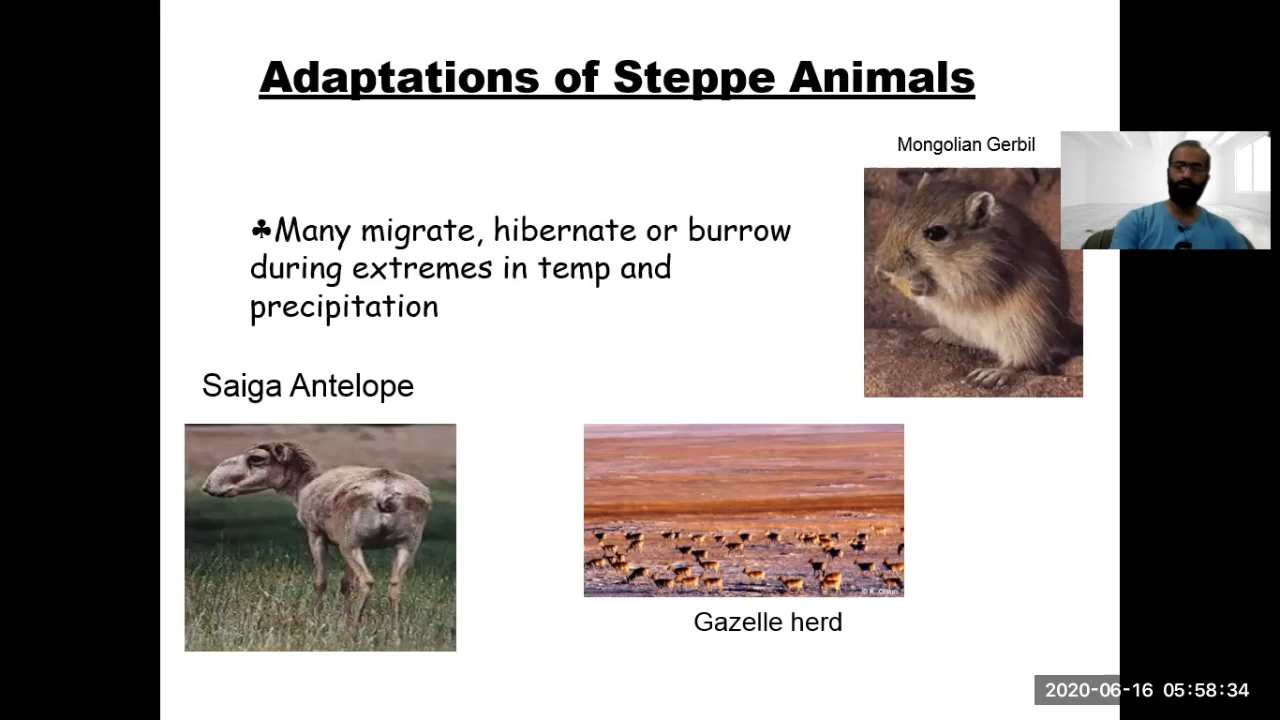 Adaptations of Steppe Animals
Mongolian Gerbil
♣Many migrate, hibernate or burrow
during extremes in temp and
precipitation
Saiga Antelope
Gazelle herd
2020-06-16 05:58:34